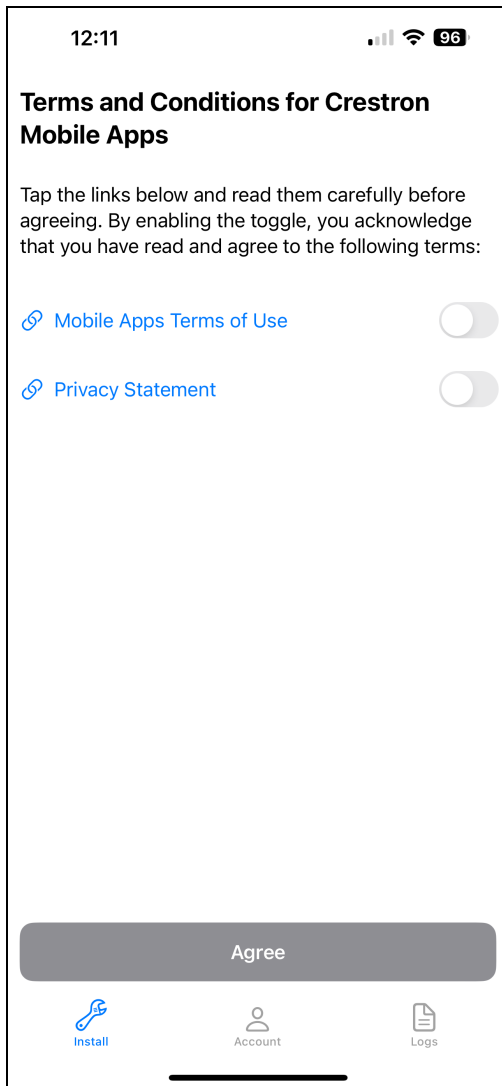 12:11
96
Terms and Conditions for Crestron
Mobile Apps
Tap the links below and read them carefully before
agreeing. By enabling the toggle, you acknowledge
that you have read and agree to the following terms:
Mobile Apps Terms of Use
Privacy Statement
Agree
Install
Account
Logs